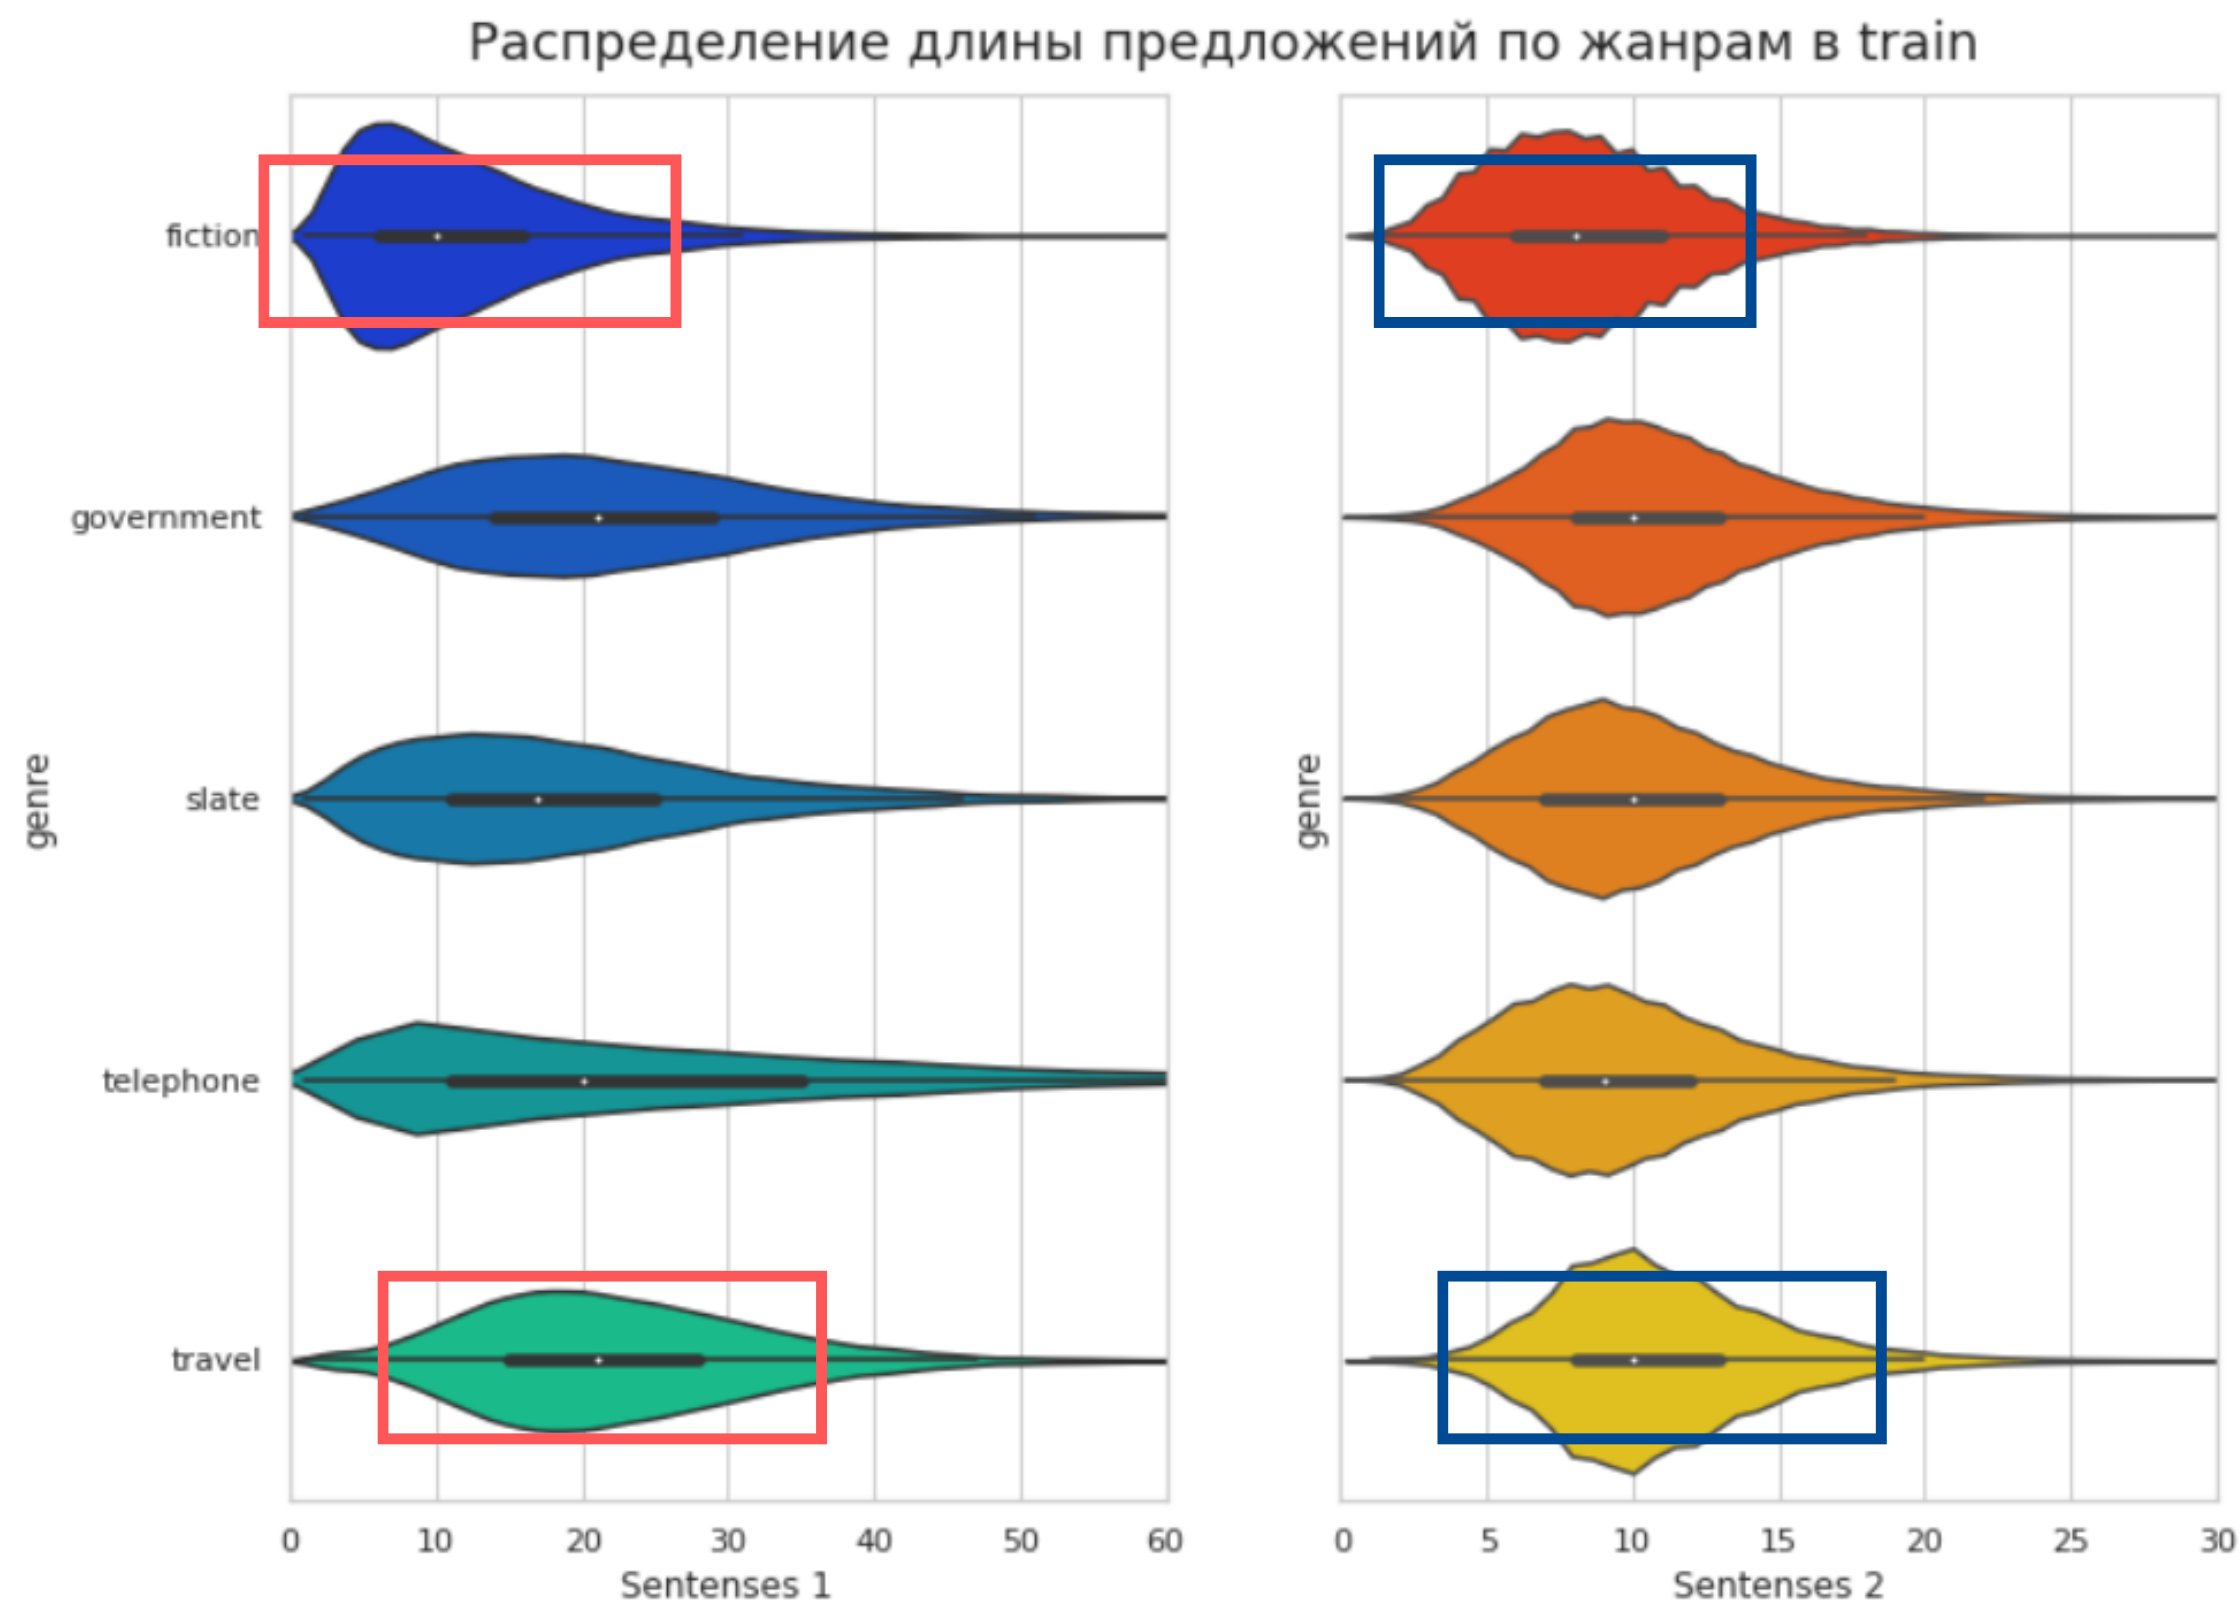 Распределение длины предложений по жанрам в train
fiction
government
slate
telephone
travel
genre
0 10 20 30 40 50 60
Sentenses 1
genre
0 5 10 15 20 25 30
Sentenses 2